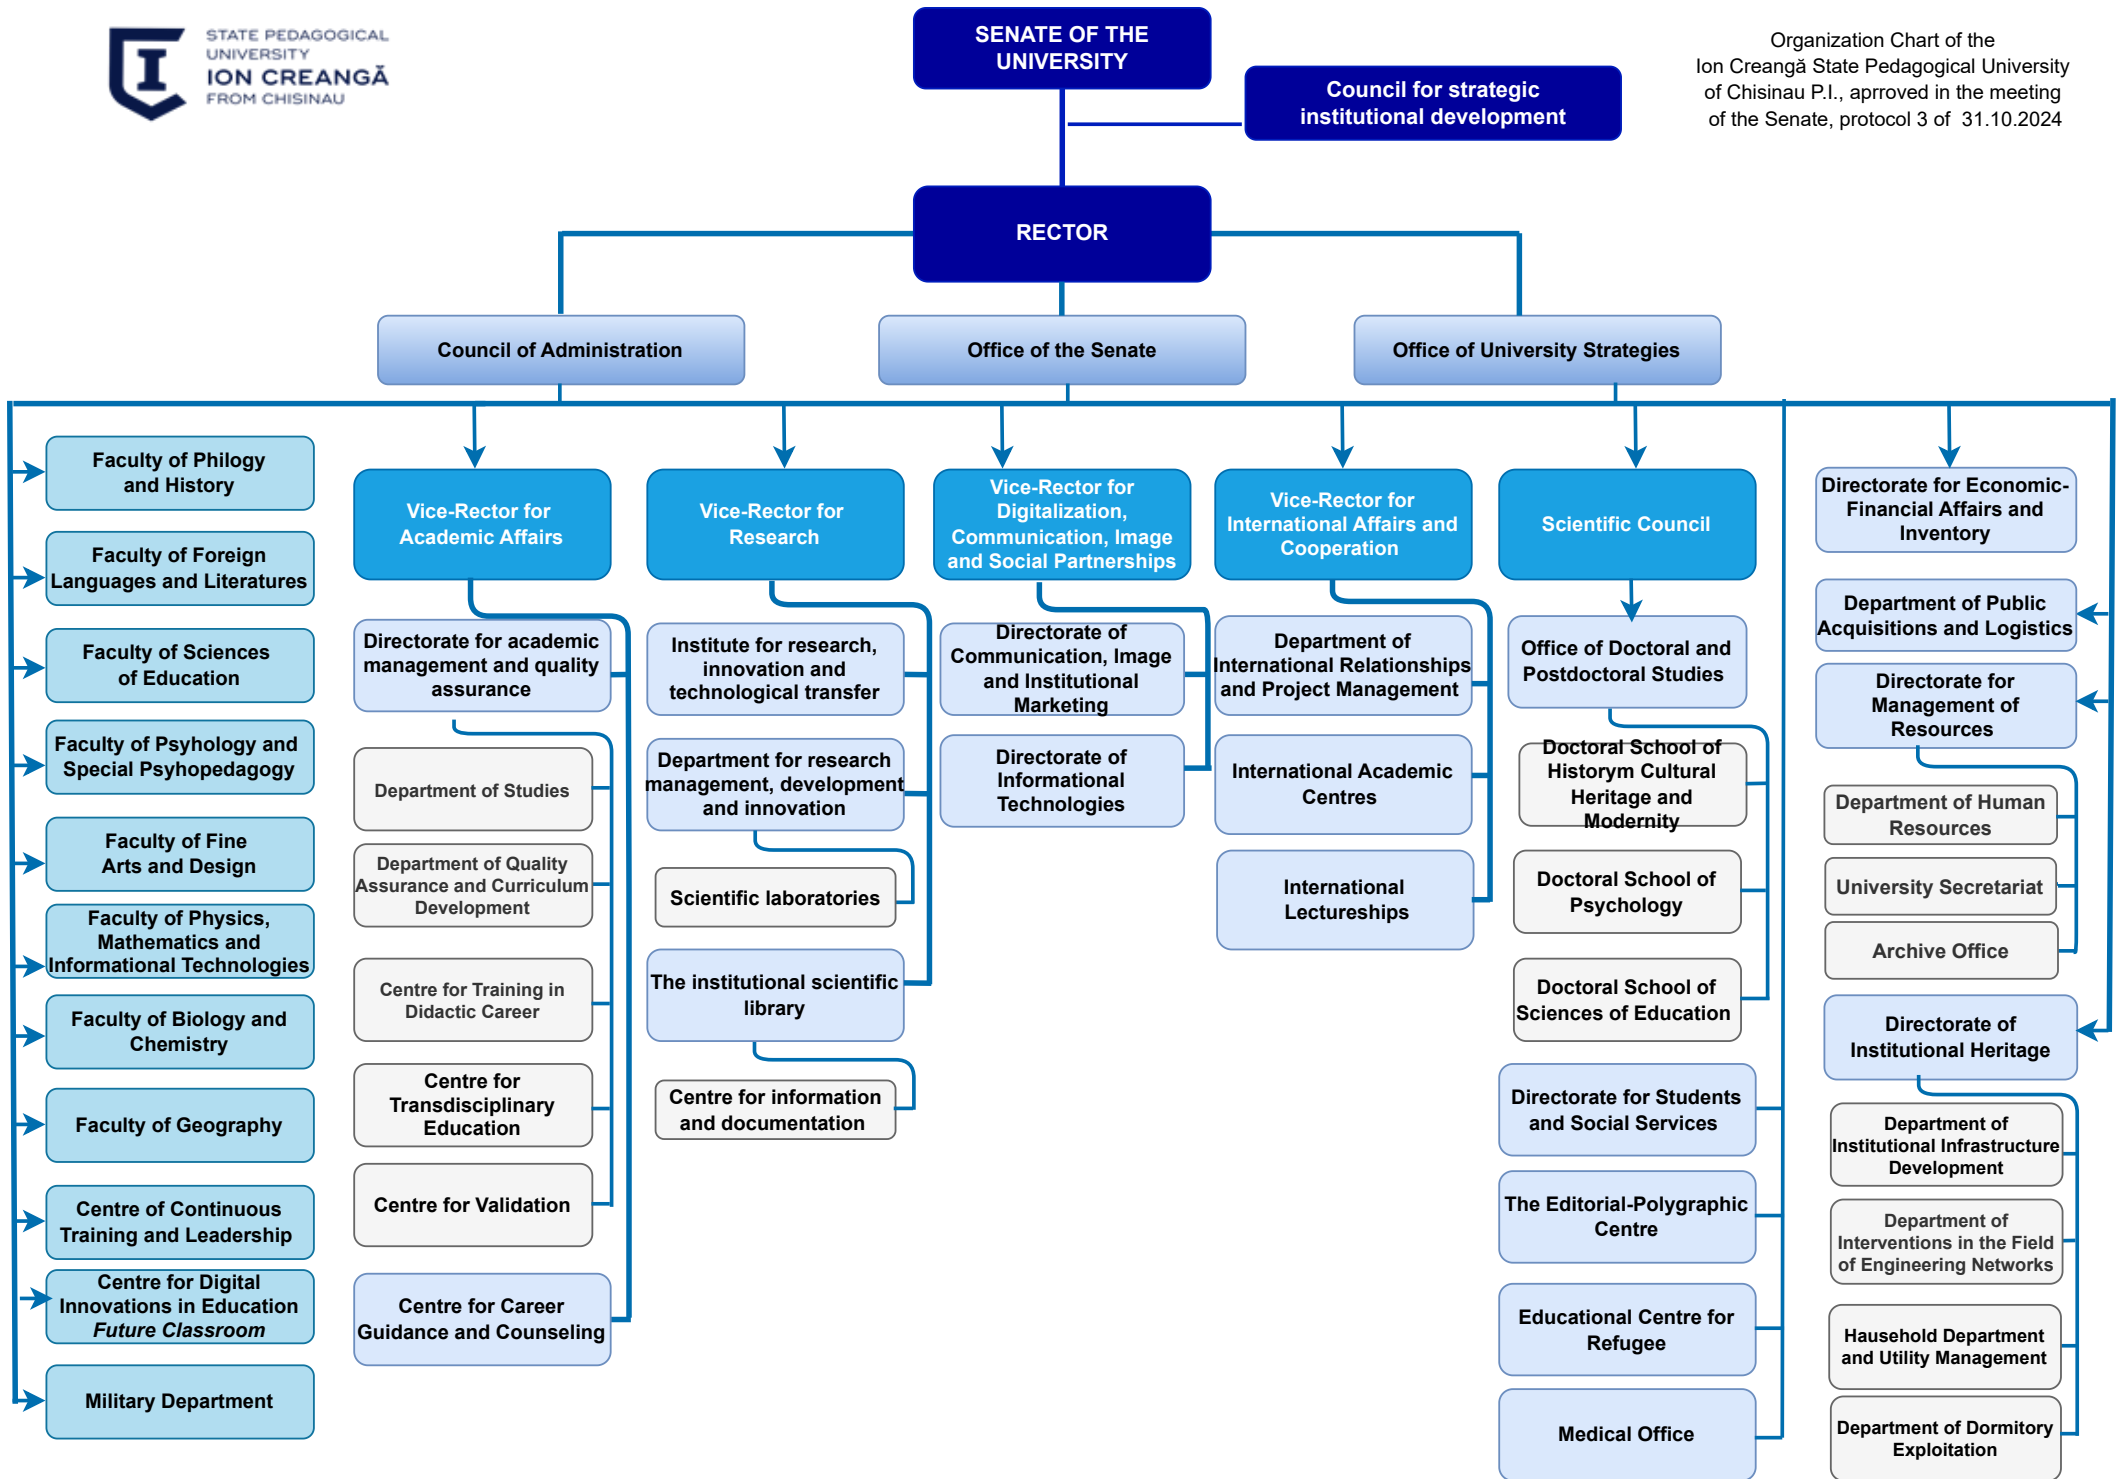 STATE PEDAGOGICAL
UNIVERSITY
ION CREANGĂ
FROM CHISINAU
SENATE OF THE
UNIVERSITY
Council for strategic
institutional development
Organization Chart of the
Ion Creangă State Pedagogical University
of Chisinau P.I., aprroved in the meeting
of the Senate, protocol 3 of 31.10.2024
RECTOR
Council of Administration
Office of the Senate
Office of University Strategies
Faculty of Philogy
and History
Faculty of Foreign
Languages and Literatures
Faculty of Sciences
of Education
Faculty of Psyhology and
Special Psyhopedagogy
Faculty of Fine
Arts and Design
Faculty of Physics,
Mathematics and
Informational Technologies
Faculty of Biology and
Chemistry
Faculty of Geography
Centre of Continuous
Training and Leadership
Centre for Digital
Innovations in Education
Future Classroom
Military Department
Vice-Rector for
Academic Affairs
Directorate for academic
management and quality
assurance
Department of Studies
Department of Quality
Assurance and Curriculum
Development
Centre for Training in
Didactic Career
Centre for
Transdisciplinary
Education
Centre for Validation
Centre for Career
Guidance and Counseling
Vice-Rector for
Research
Institute for research,
innovation and
technological transfer
Department for research
management, development
and innovation
Scientific laboratories
The institutional scientific
library
Centre for information
and documentation
Vice-Rector for
Digitalization,
Communication, Image
and Social Partnerships
Directorate of
Communication, Image
and Institutional
Marketing
Directorate of
Informational
Technologies
Vice-Rector for
International Affairs and
Cooperation
Department of
International Relationships
and Project Management
International Academic
Centres
International
Lectureships
Scientific Council
Office of Doctoral and
Postdoctoral Studies
Doctoral School of
Historym Cultural
Heritage and
Modernity
Doctoral School of
Psychology
Doctoral School of
Sciences of Education
Directorate for Students
and Social Services
The Editorial-Polygraphic
Centre
Educational Centre for
Refugee
Medical Office
Directorate for Economic-
Financial Affairs and
Inventory
Department of Public
Acquisitions and Logistics
Directorate for
Management of
Resources
Department of Human
Resources
University Secretariat
Archive Office
Directorate of
Institutional Heritage
Department of
Institutional Infrastructure
Development
Department of
Interventions in the Field
of Engineering Networks
Hausehold Department
and Utility Management
Department of Dormitory
Exploitation